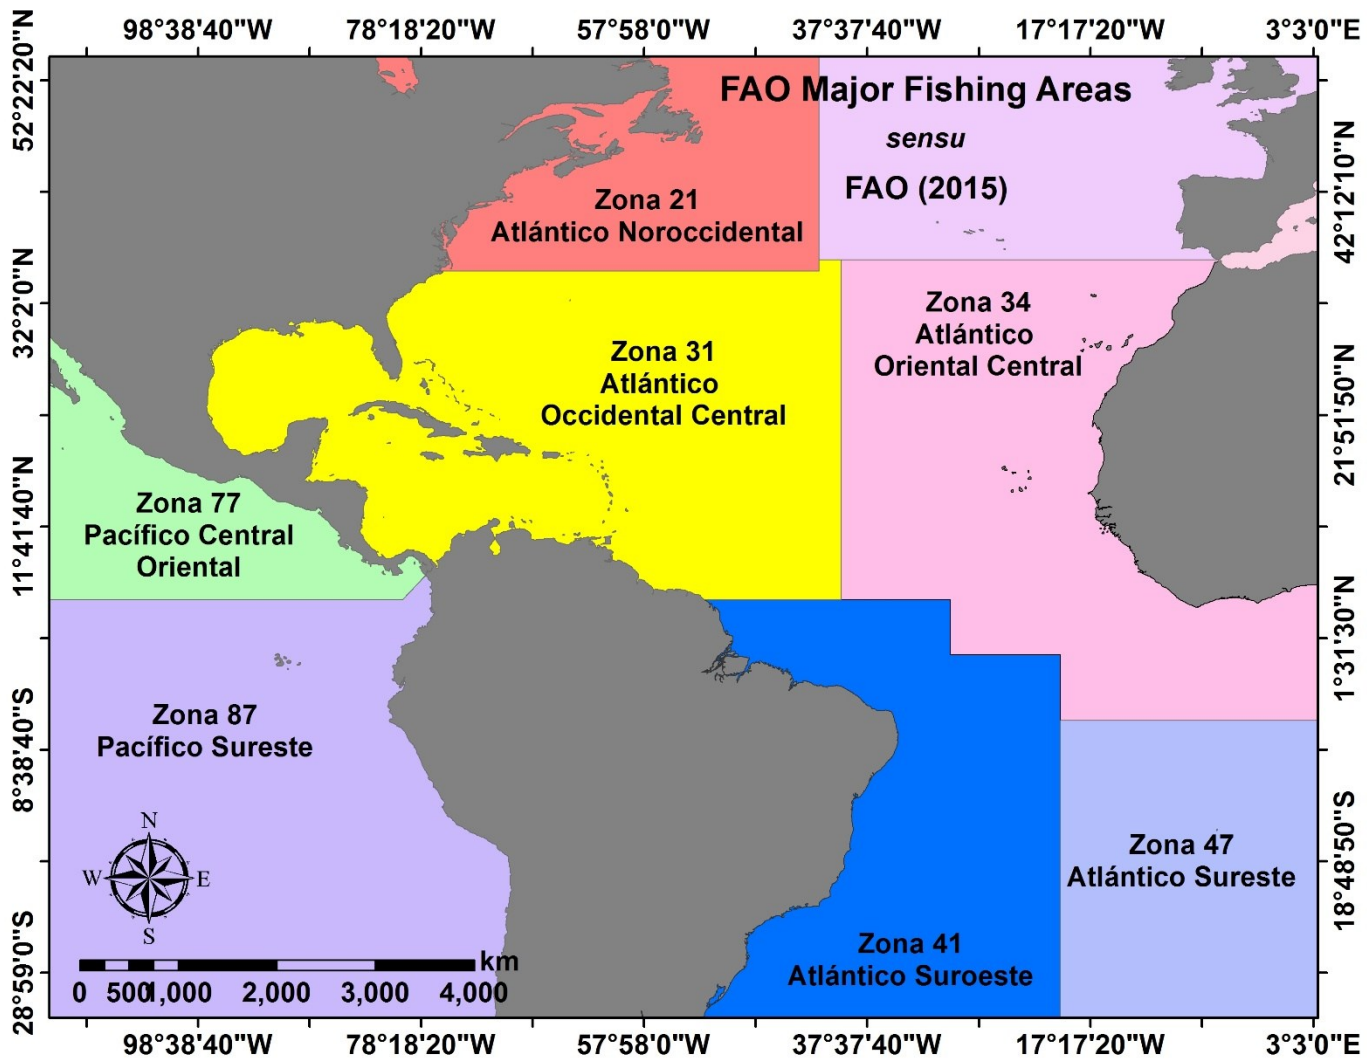 98°38'40"W 78°18'20"W 57°58'0"W 37°37'40"W 17°17'20"W 3°3'0"E
52°22'20"N
32°2'0"N
11°41'40"N
8°38'40"S
28°59'0"S
FAO Major Fishing Areas
sensu
FAO (2015)
Zona 21
Atlántico Noroccidental
Zona 34
Atlántico
Oriental Central
Zona 31
Atlántico
Occidental Central
Zona 77
Pacífico Central
Oriental
Zona 87
Pacífico Sureste
Zona 47
Atlántico Sureste
Zona 41
Atlántico Suroeste
N
W E
S
km
0 500 1,000 2,000 3,000 4,000
42°12'10"N
21°51'50"N
1°31'30"N
18°48'50"S
98°38'40"W 78°18'20"W 57°58'0"W 37°37'40"W 17°17'20"W 3°3'0"E